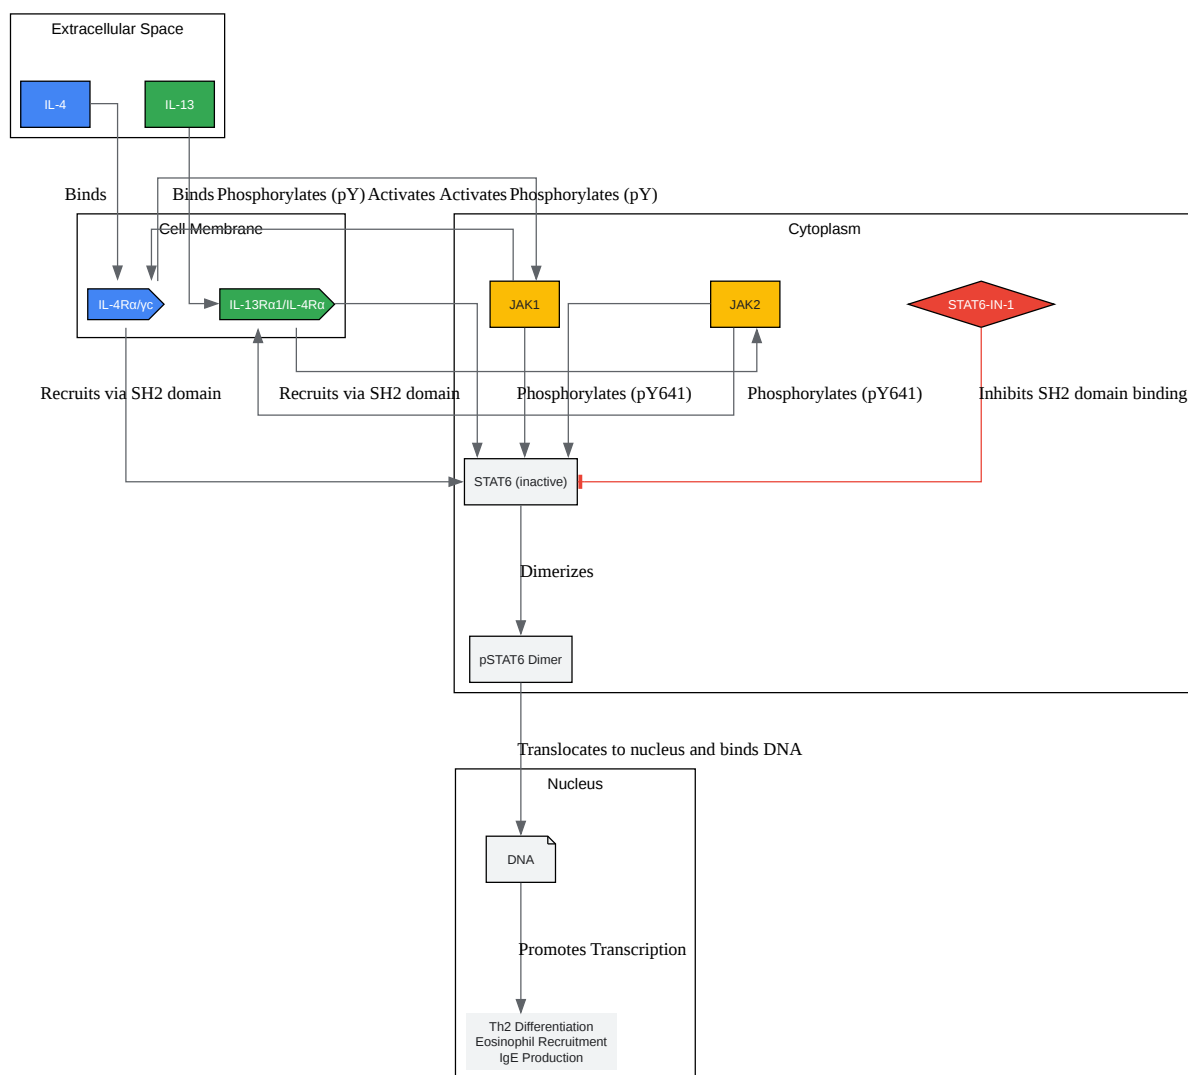 Extracellular Space
IL-4
IL-13
Binds
Binds
Phosphorylates (pY)
Activates
Activates
Phosphorylates (pY)
Cell Membrane
Cytoplasm
IL-4Rα/γc
IL-13Rα1/IL-4Rα
JAK1
JAK2
STAT6-IN-1
Recruits via SH2 domain
Recruits via SH2 domain
Phosphorylates (pY641)
Phosphorylates (pY641)
Inhibits SH2 domain binding
STAT6 (inactive)
Dimerizes
pSTAT6 Dimer
Translocates to nucleus and binds DNA
Nucleus
DNA
Promotes Transcription
Th2 Differentiation
Eosinophil Recruitment
IgE Production